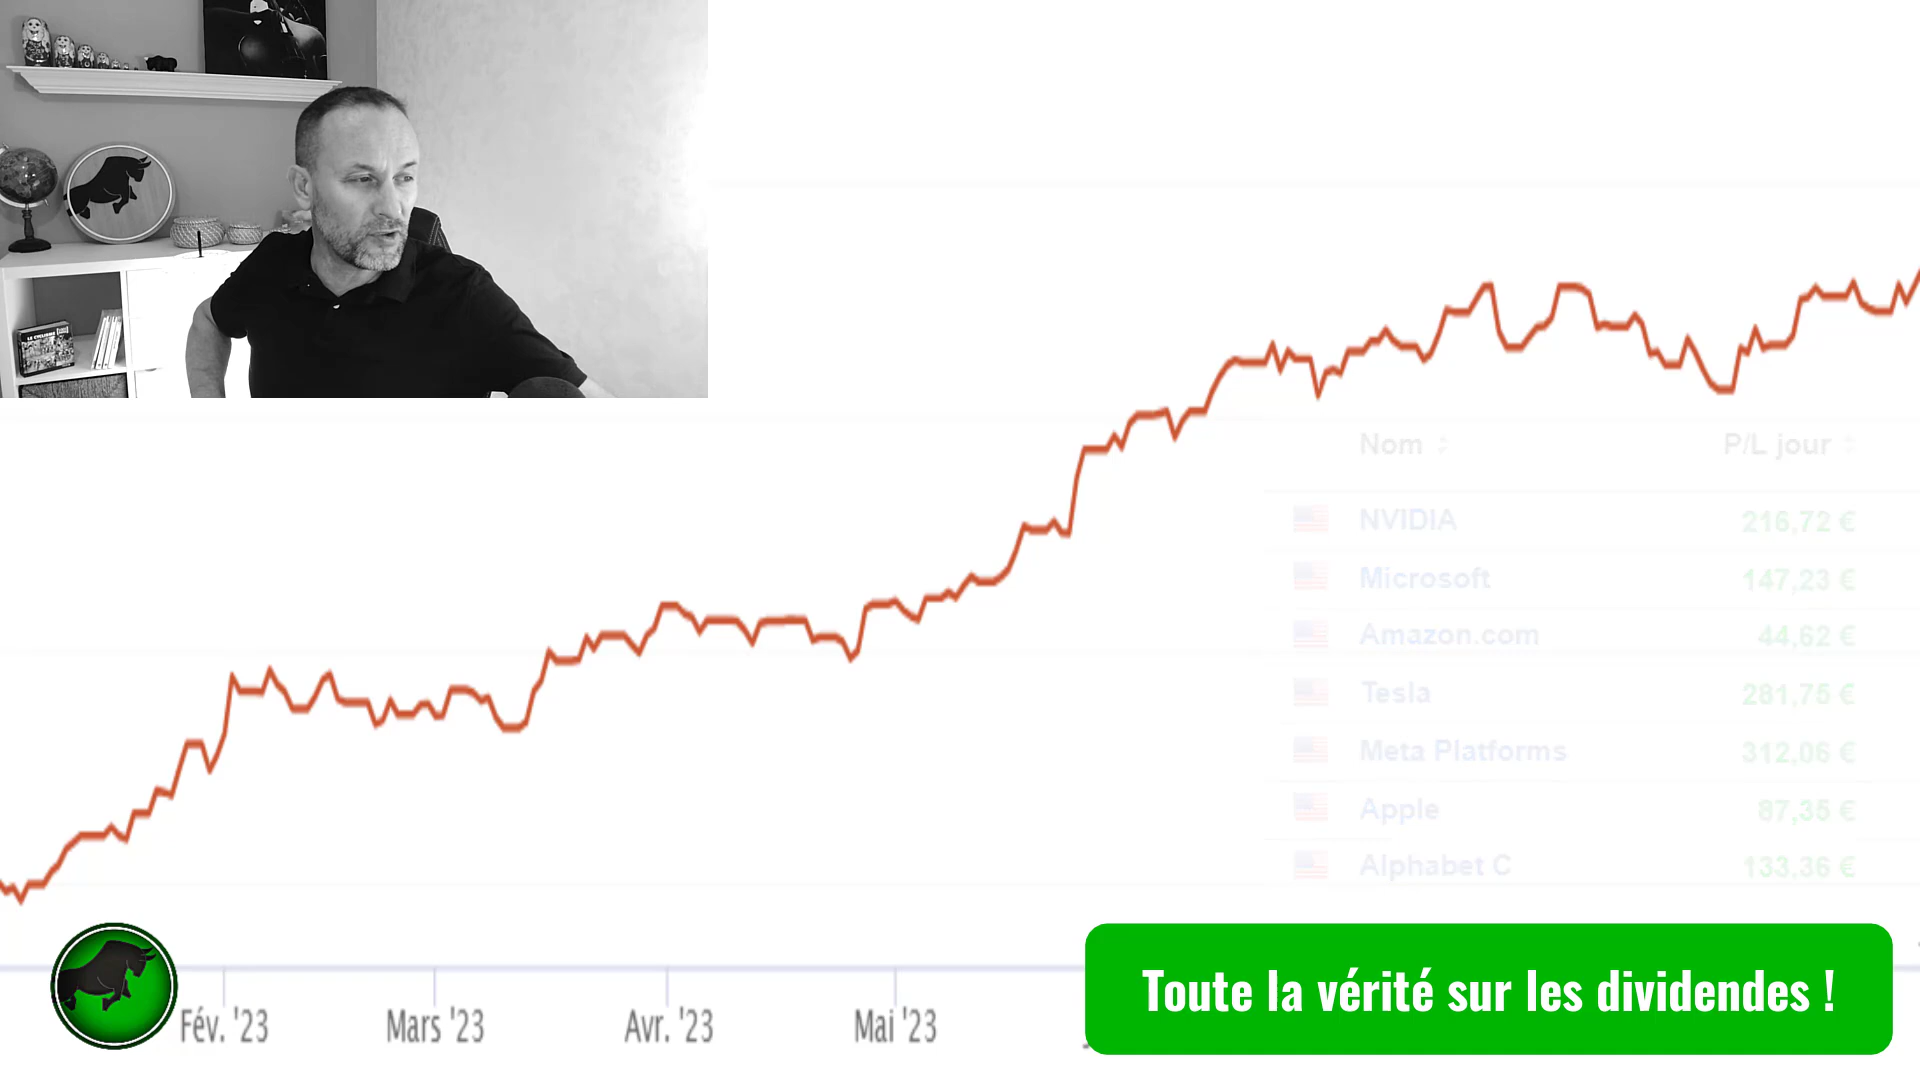 Nom P/L jour
NVIDIA 216,72 €
Microsoft 147,23 €
Amazon.com 44,62 €
Tesla 281,75 €
Meta Platforms 312,06 €
Apple 87,35 €
Alphabet C 133,36 €
Fév. '23 Mars '23 Avr. '23 Mai '23
Toute la vérité sur les dividendes !